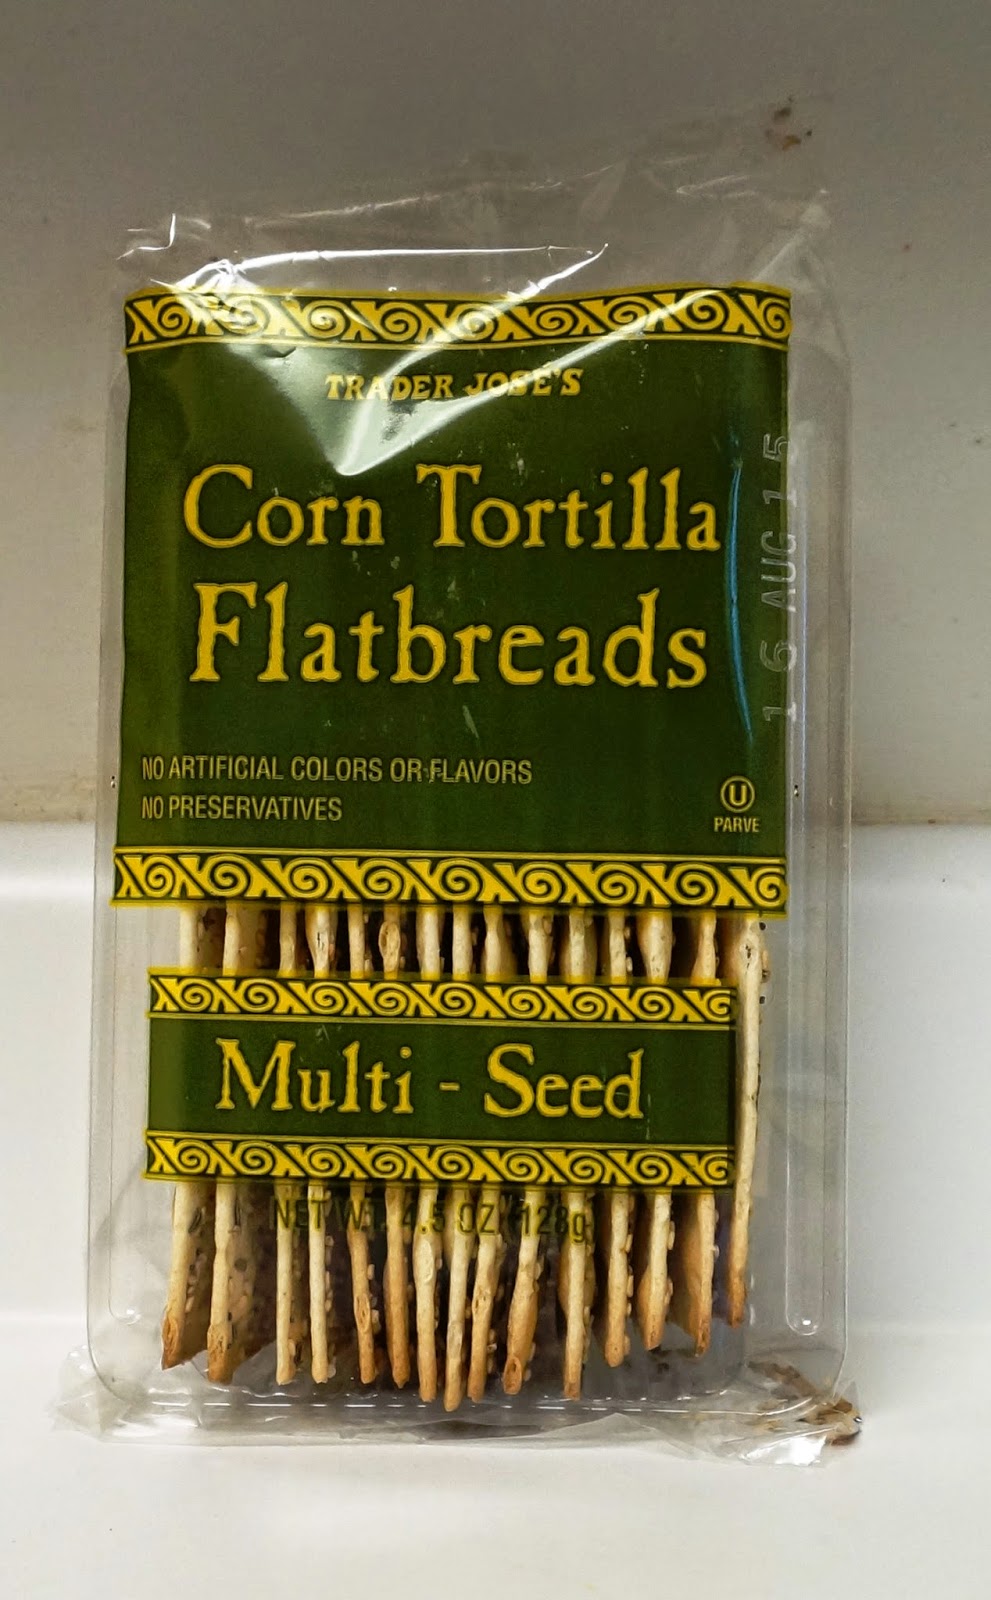 TRADER JOSE'S
Corn Tortilla
Flatbreads
16 AUG 15
NO ARTIFICIAL COLORS OR FLAVORS
NO PRESERVATIVES
U
PARVE
Multi - Seed
NET WT. 4.5 OZ (128g)